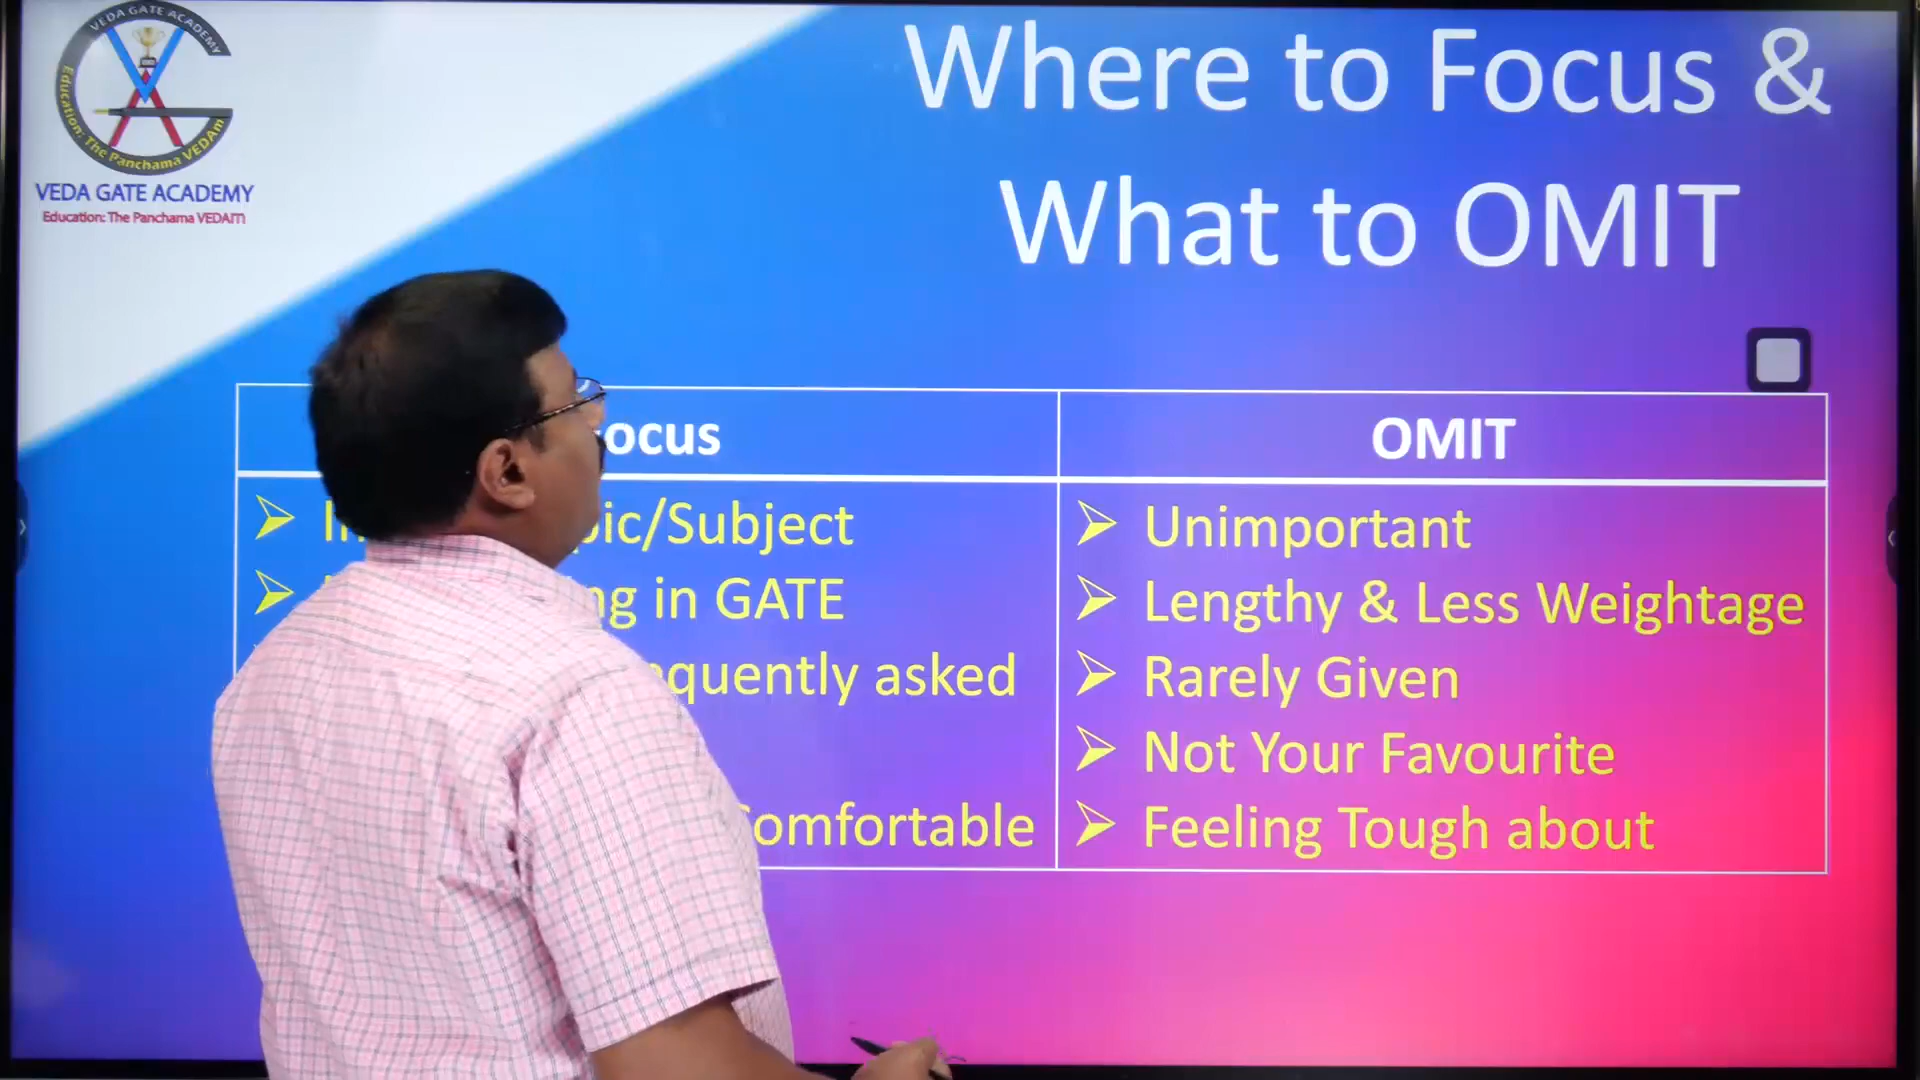 VEDA GATE ACADEMY
Education: The Panchama VEDAm
VEDA GATE ACADEMY
Education: The Panchama VEDAm
Where to Focus &
What to OMIT
ocus
OMIT
pic/Subject
ng in GATE
quently asked
omfortable
Unimportant
Lengthy & Less Weightage
Rarely Given
Not Your Favourite
Feeling Tough about